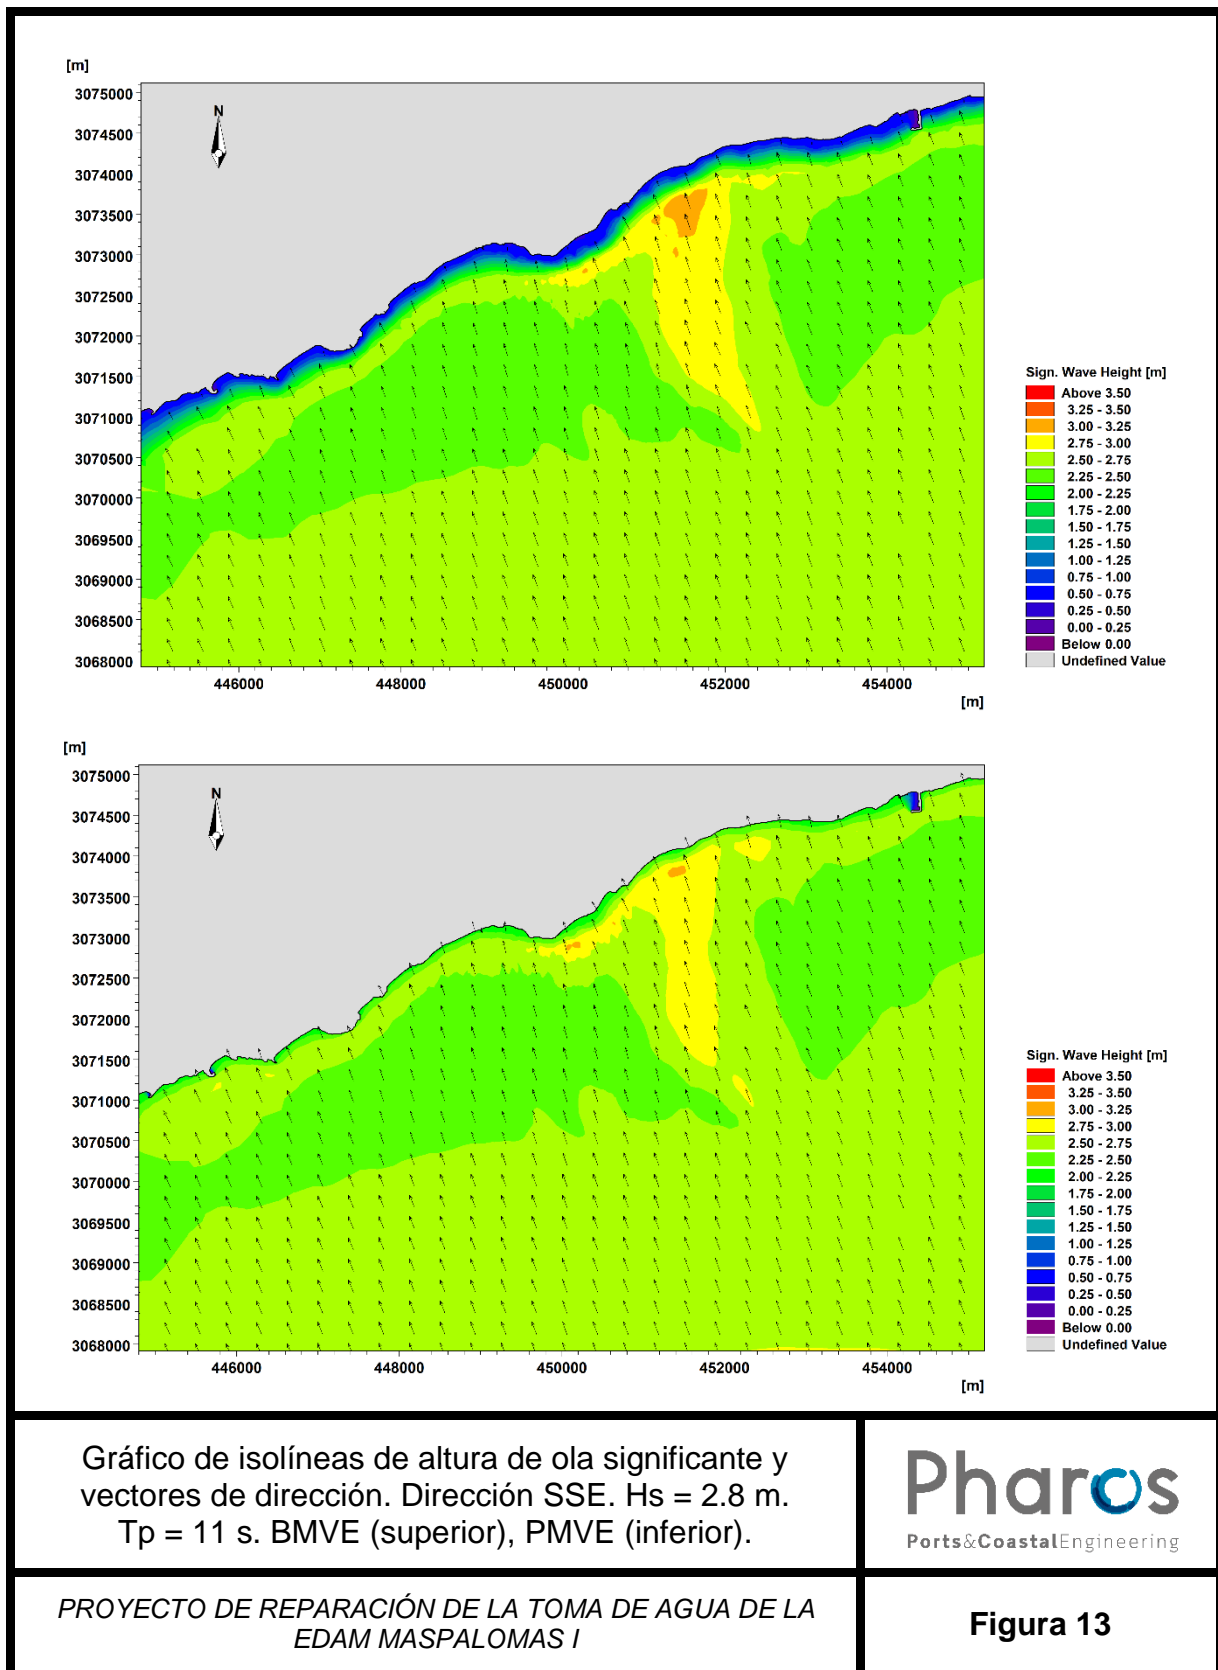 [m]
3075000
N
3074500
3074000
3073500
3073000
3072500
3072000
3071500
3071000
3070500
3070000
3069500
3069000
3068500
3068000
446000 448000 450000 452000 454000
[m]
Sign. Wave Height [m]
Above 3.50
3.25 - 3.50
3.00 - 3.25
2.75 - 3.00
2.50 - 2.75
2.25 - 2.50
2.00 - 2.25
1.75 - 2.00
1.50 - 1.75
1.25 - 1.50
1.00 - 1.25
0.75 - 1.00
0.50 - 0.75
0.25 - 0.50
0.00 - 0.25
Below 0.00
Undefined Value
[m]
3075000
N
3074500
3074000
3073500
3073000
3072500
3072000
3071500
3071000
3070500
3070000
3069500
3069000
3068500
3068000
446000 448000 450000 452000 454000
[m]
Sign. Wave Height [m]
Above 3.50
3.25 - 3.50
3.00 - 3.25
2.75 - 3.00
2.50 - 2.75
2.25 - 2.50
2.00 - 2.25
1.75 - 2.00
1.50 - 1.75
1.25 - 1.50
1.00 - 1.25
0.75 - 1.00
0.50 - 0.75
0.25 - 0.50
0.00 - 0.25
Below 0.00
Undefined Value
Gráfico de isolíneas de altura de ola significante y
vectores de dirección. Dirección SSE. Hs = 2.8 m.
Tp = 11 s. BMVE (superior), PMVE (inferior).
Pharos
Ports&CoastalEngineering
PROYECTO DE REPARACIÓN DE LA TOMA DE AGUA DE LA
EDAM MASPALOMAS I
Figura 13